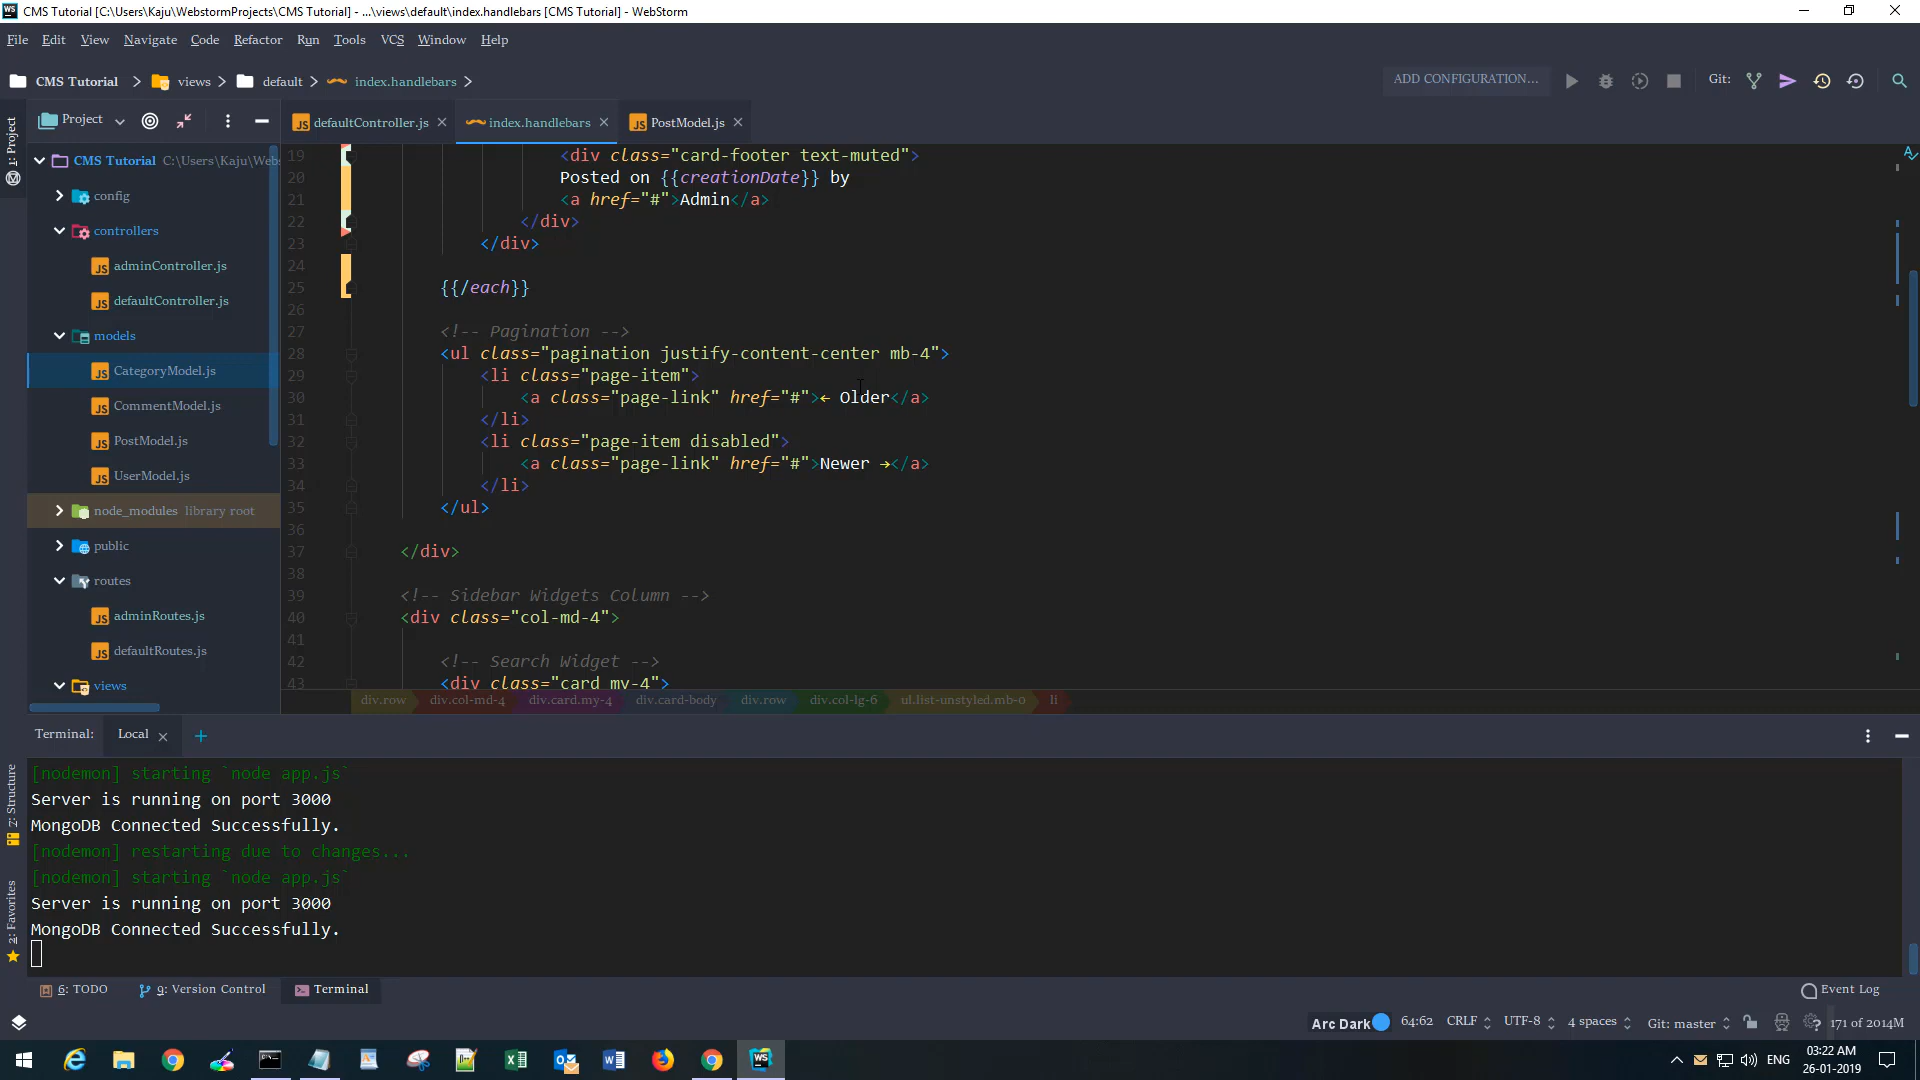 CMS Tutorial [C:\Users\Kaju\WebstormProjects\CMS Tutorial] - ...\views\default\index.handlebars [CMS Tutorial] - WebStorm
File Edit View Navigate Code Refactor Run Tools VCS Window Help
CMS Tutorial views default index.handlebars ADD CONFIGURATION... Git:
1: Project
Project
defaultController.js index.handlebars PostModel.js
CMS Tutorial C:\Users\Kaju\Webs
config
controllers
adminController.js
defaultController.js
models
CategoryModel.js
CommentModel.js
PostModel.js
UserModel.js
node_modules library root
public
routes
adminRoutes.js
defaultRoutes.js
views
19 <div class="card-footer text-muted">
20 Posted on {{creationDate}} by
21 <a href="#">Admin</a>
22 </div>
23 </div>
24
25 {{/each}}
26
27 <!-- Pagination -->
28 <ul class="pagination justify-content-center mb-4">
29 <li class="page-item">
30 <a class="page-link" href="#">← Older</a>
31 </li>
32 <li class="page-item disabled">
33 <a class="page-link" href="#">Newer →</a>
34 </li>
35 </ul>
36
37 </div>
38
39 <!-- Sidebar Widgets Column -->
40 <div class="col-md-4">
41
42 <!-- Search Widget -->
43 <div class="card my-4">
div.row div.col-md-4 div.card.my-4 div.card-body div.row div.col-lg-6 ul.list-unstyled.mb-0 li
Terminal: Local
[nodemon] starting `node app.js`
Server is running on port 3000
MongoDB Connected Successfully.
[nodemon] restarting due to changes...
[nodemon] starting `node app.js`
Server is running on port 3000
MongoDB Connected Successfully.
7: Structure
2: Favorites
6: TODO 9: Version Control Terminal Event Log
Arc Dark 64:62 CRLF UTF-8 4 spaces Git: master 171 of 2014M
ENG 03:22 AM
26-01-2019